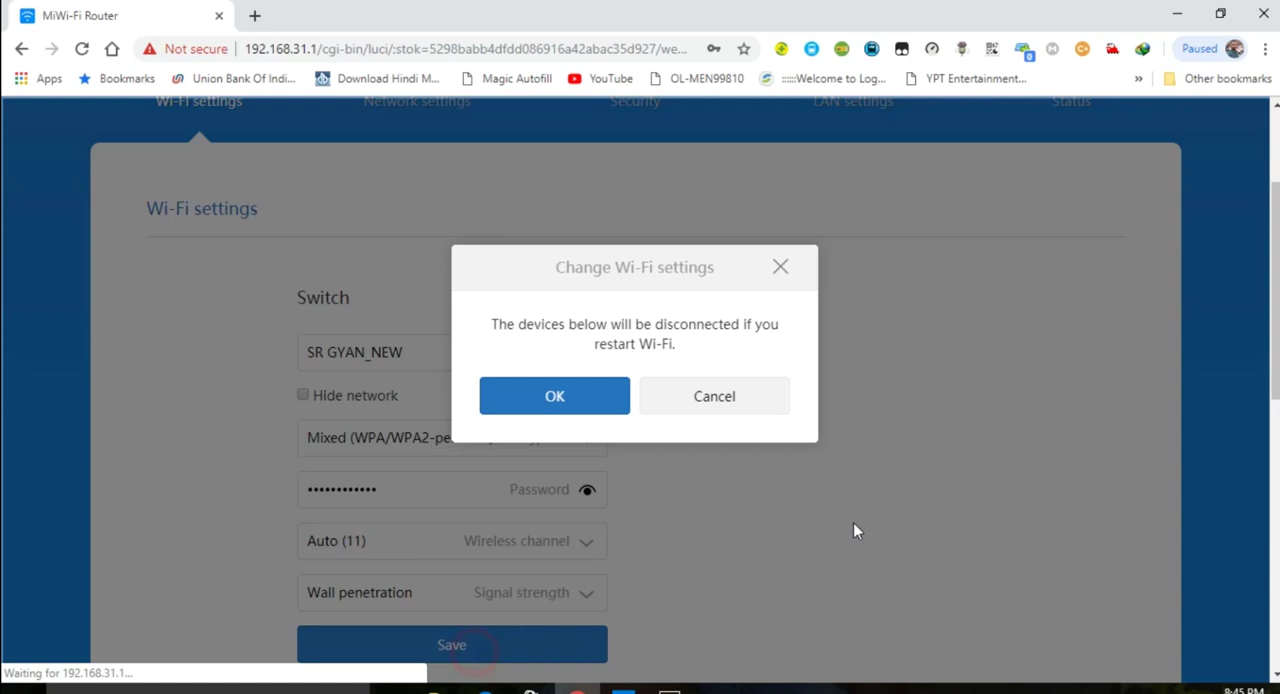 MiWi-Fi Router
Not secure
192.168.31.1/cgi-bin/luci/;stok=5298babb4dfdd086916a42abac35d927/we...
0
Paused
Apps
Bookmarks
Union Bank Of Indi...
Download Hindi M...
Magic Autofill
YouTube
OL-MEN99810
::::::Welcome to Log...
YPT Entertainment...
»
Other bookmarks
Wi-Fi settings
Network settings
Security
LAN settings
Status
Wi-Fi settings
Change Wi-Fi settings
The devices below will be disconnected if you
restart Wi-Fi.
OK
Cancel
Switch
SR GYAN_NEW
Hide network
Mixed (WPA/WPA2-pe
Password
Auto (11)
Wireless channel
Wall penetration
Signal strength
Save
Waiting for 192.168.31.1...
8:45 PM